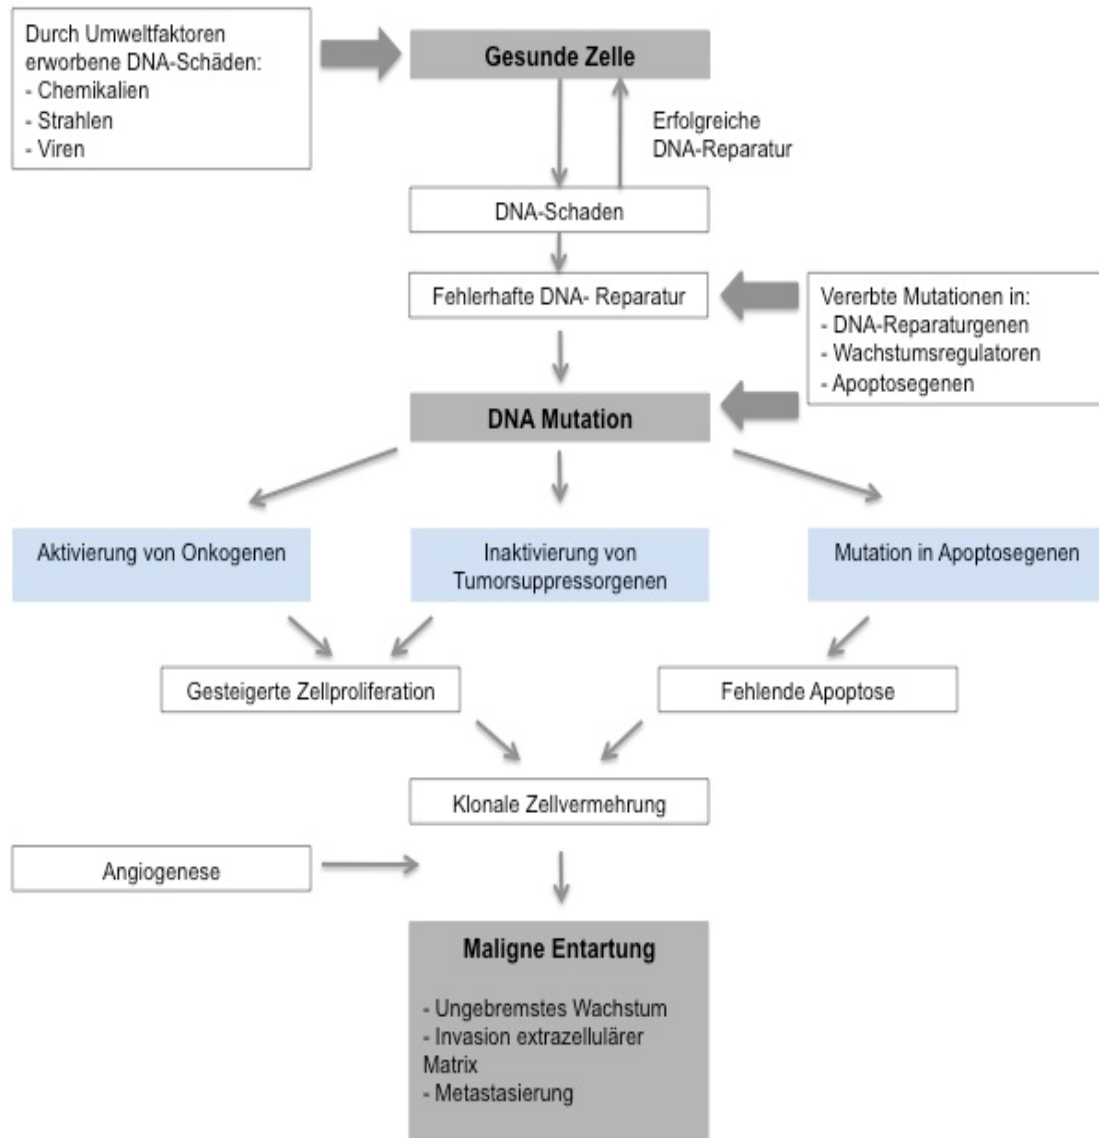 Durch Umweltfaktoren
erworbene DNA-Schäden:
- Chemikalien
- Strahlen
- Viren
Gesunde Zelle
Erfolgreiche
DNA-Reparatur
DNA-Schaden
Fehlerhafte DNA- Reparatur
Vererbte Mutationen in:
- DNA-Reparaturgenen
- Wachstumsregulatoren
- Apoptosegenen
DNA Mutation
Aktivierung von Onkogenen
Inaktivierung von
Tumorsuppressorgenen
Mutation in Apoptosegenen
Gesteigerte Zellproliferation
Fehlende Apoptose
Klonale Zellvermehrung
Angiogenese
Maligne Entartung
- Ungebremstes Wachstum
- Invasion extrazellulärer
Matrix
- Metastasierung